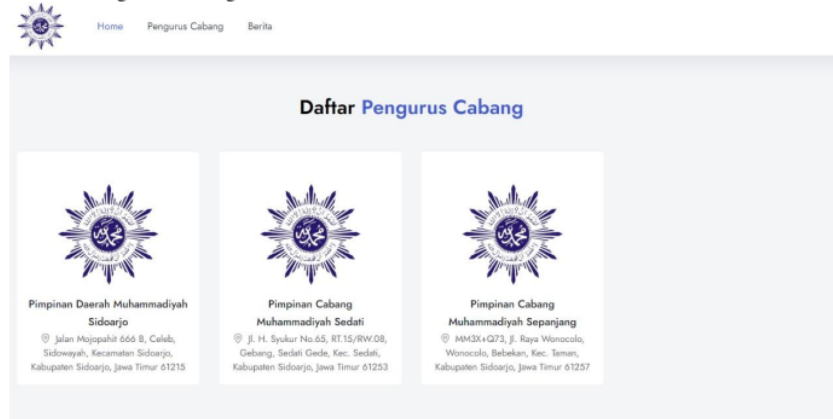 Home Pengurus Cabang Berita
Daftar Pengurus Cabang
Pimpinan Daerah Muhammadiyah
Sidoarjo
Jalan Mojopahit 666 B, Celeb,
Sidowayah, Kecamatan Sidoarjo,
Kabupaten Sidoarjo, Jawa Timur 61215
Pimpinan Cabang
Muhammadiyah Sedati
Jl. H. Syukur No.65, RT.15/RW.08,
Gebang, Sedati Gede, Kec. Sedati,
Kabupaten Sidoarjo, Jawa Timur 61253
Pimpinan Cabang
Muhammadiyah Sepanjang
MM3X+Q73, Jl. Raya Wonocolo,
Wonocolo, Bebekan, Kec. Taman,
Kabupaten Sidoarjo, Jawa Timur 61257